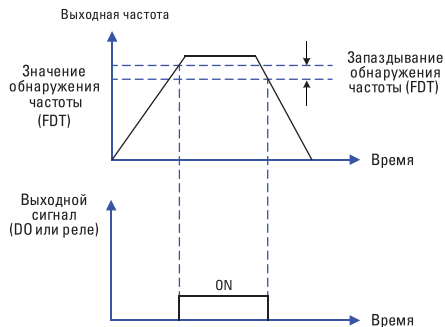 Выходная частота
Значение
обнаружения
частоты
(FDT)
Запаздывание
обнаружения
частоты (FDT)
Время
Выходной
сигнал
(DO или реле)
ON
Время